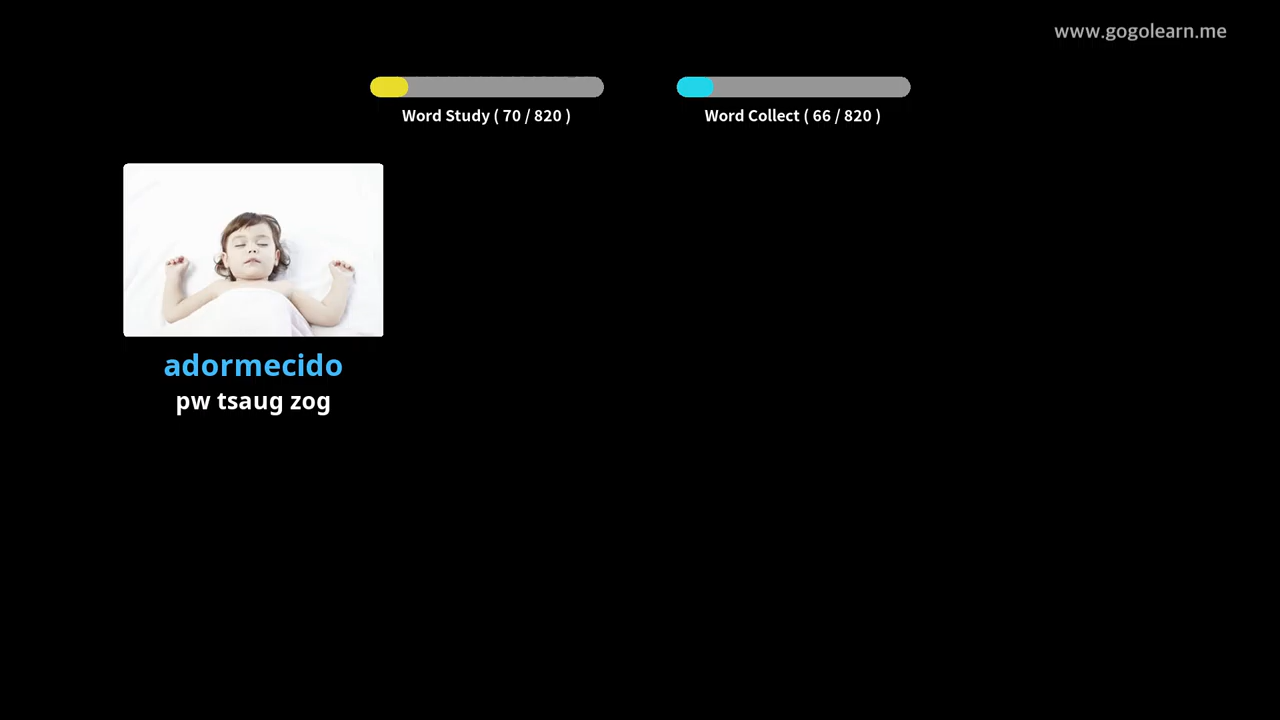 www.gogolearn.me
Word Study ( 70 / 820 )
Word Collect ( 66 / 820 )
adormecido
pw tsaug zog